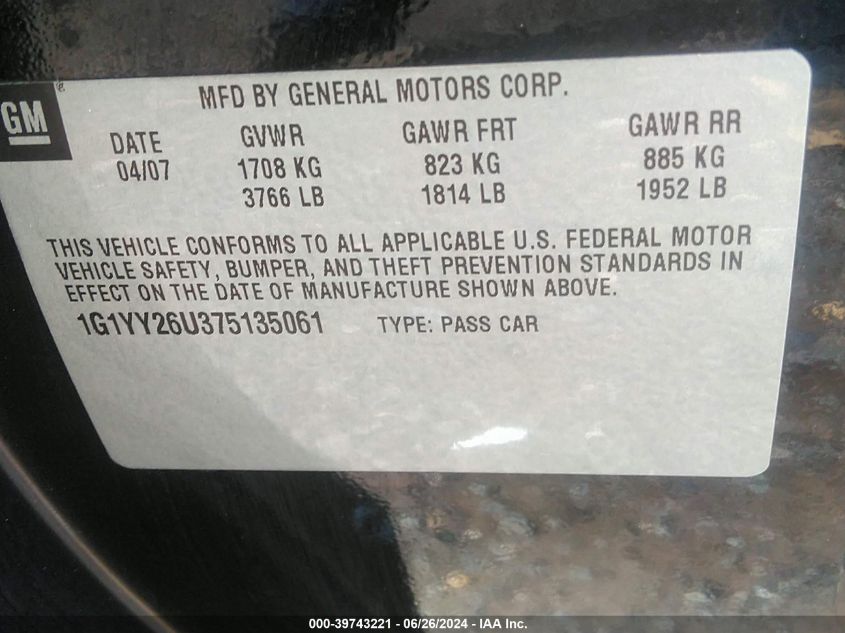 MFD BY GENERAL MOTORS CORP.
GM®
DATE GVWR GAWR FRT GAWR RR
04/07 1708 KG 823 KG 885 KG
3766 LB 1814 LB 1952 LB
THIS VEHICLE CONFORMS TO ALL APPLICABLE U.S. FEDERAL MOTOR
VEHICLE SAFETY, BUMPER, AND THEFT PREVENTION STANDARDS IN
EFFECT ON THE DATE OF MANUFACTURE SHOWN ABOVE.
1G1YY26U375135061 TYPE: PASS CAR
000-39743221 - 06/26/2024 - IAA Inc.